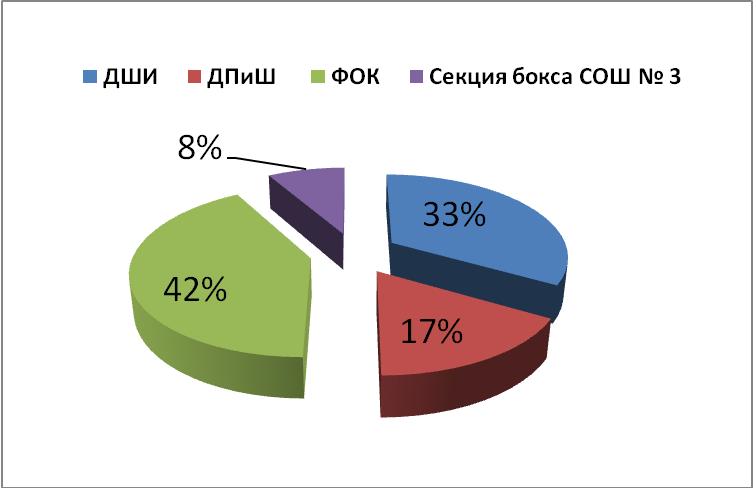 ДШИ ДПиШ ФОК Секция бокса СОШ № 3
8%
33%
42%
17%